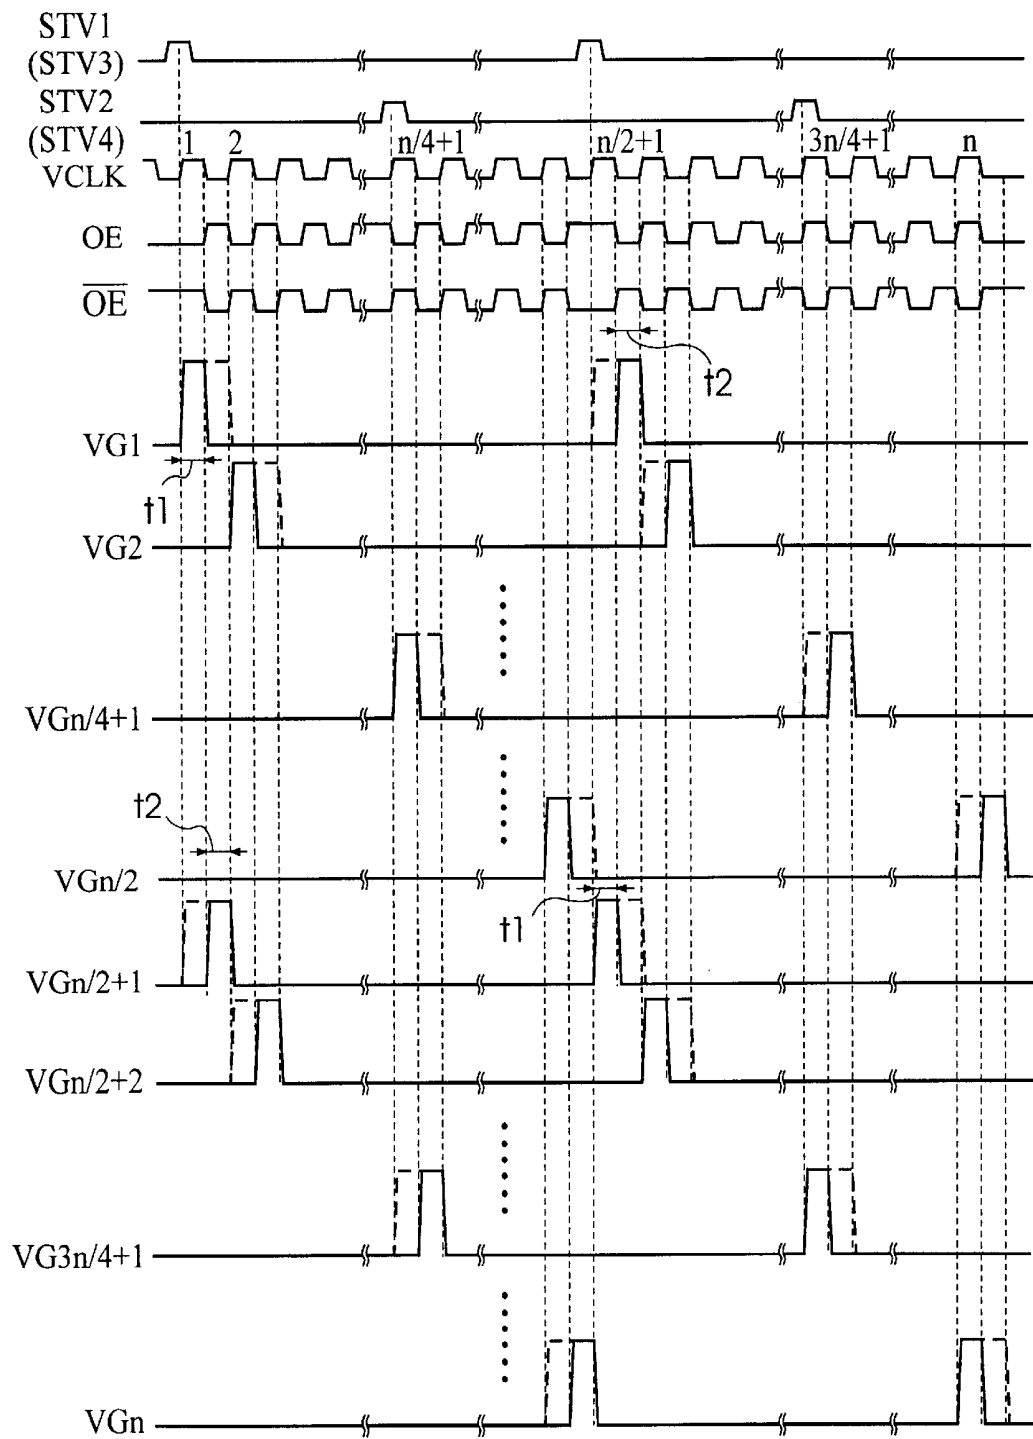 STV1
(STV3)
STV2
(STV4)
1 2 n/4+1 n/2+1 3n/4+1 n
VCLK
OE
OE
t2
VG1
t1
VG2
VGn/4+1
t2
VGn/2
t1
VGn/2+1
VGn/2+2
VG3n/4+1
VGn